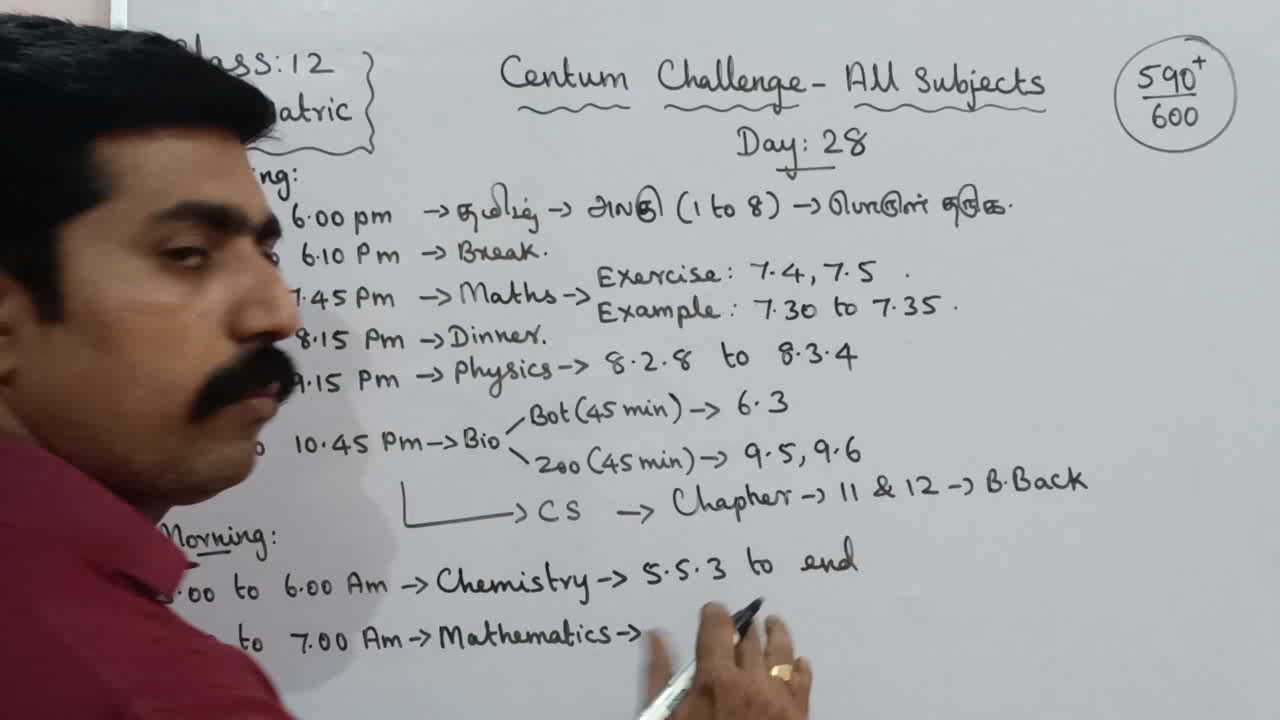 Class: 12
atric
Centum Challenge - All Subjects
Day: 28
590+
600
ng:
6.00 pm → தமிழ் → அலகு (1 to 8) → பொருள் தருக.
6.10 Pm → Break.
7.45 Pm → Maths → Exercise: 7.4, 7.5 .
Example: 7.30 to 7.35 .
8.15 Pm → Dinner.
9.15 Pm → Physics → 8.2.8 to 8.3.4
10.45 Pm → Bio
Bot (45 min) → 6.3
Zoo (45 min) → 9.5, 9.6
→ CS → Chapher → 11 & 12 → B.Back
Morning:
.00 to 6.00 Am → Chemistry → 5.5.3 to end
to 7.00 Am → Mathematics →